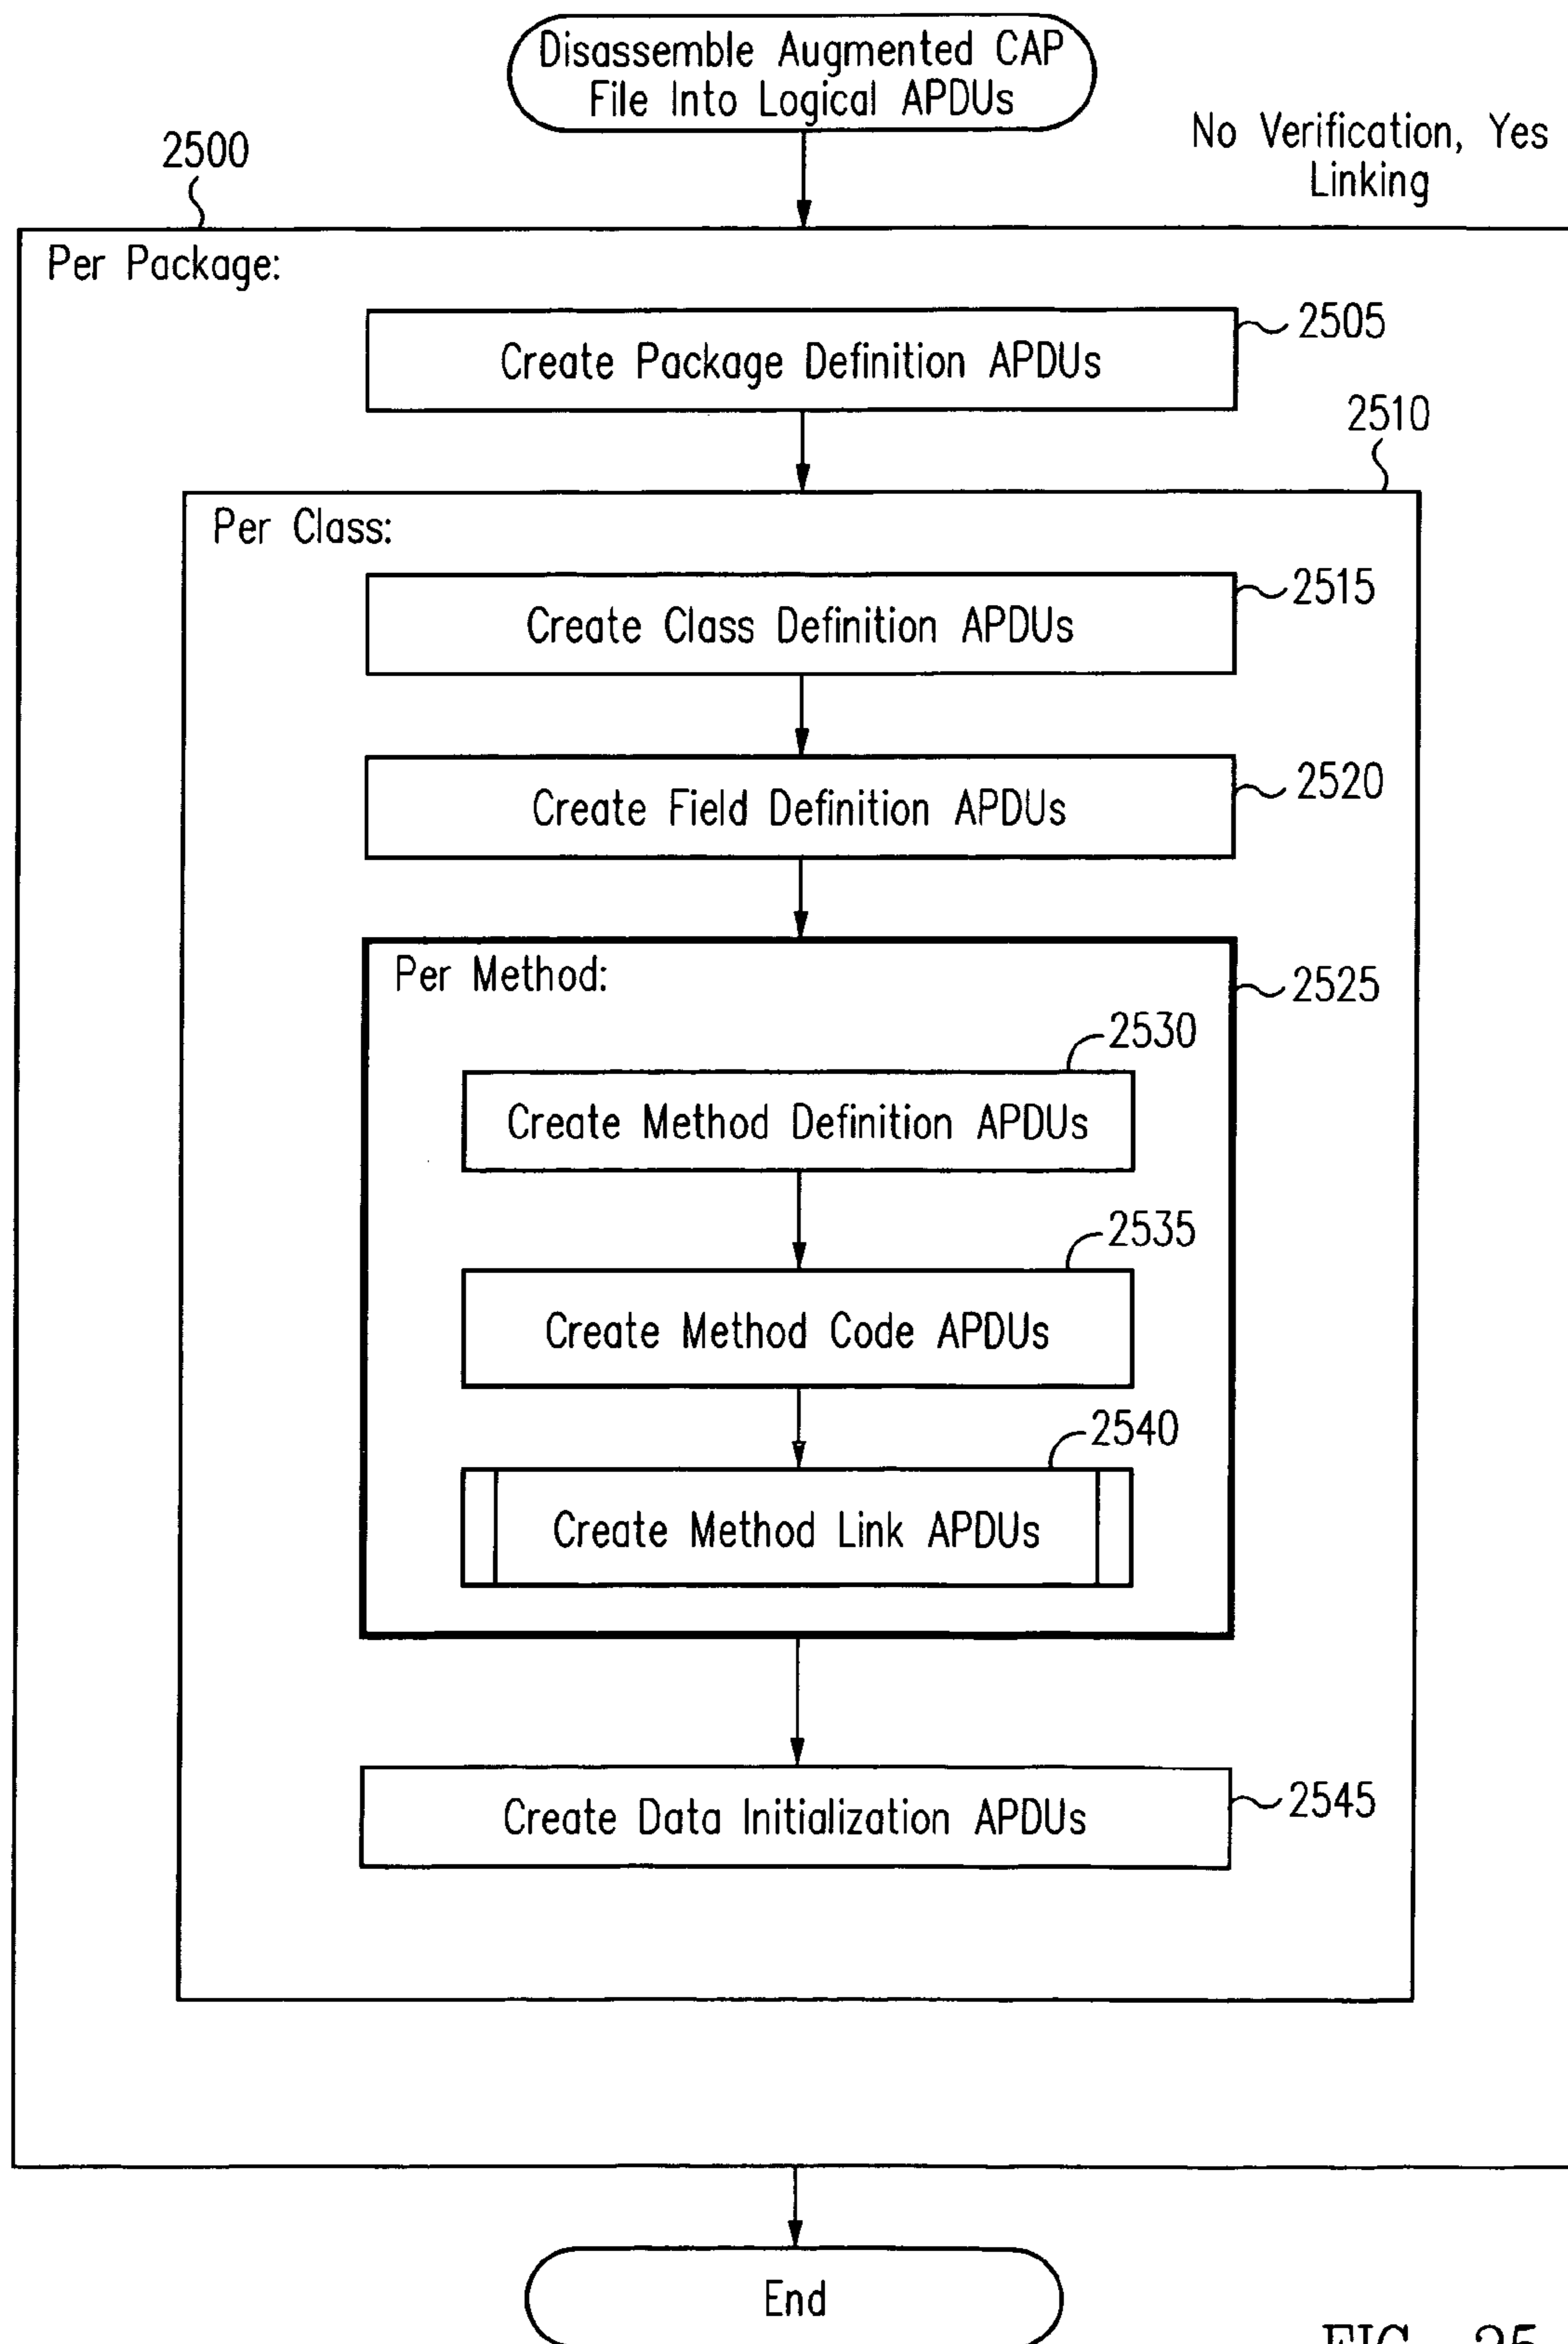 Disassemble Augmented CAP
File Into Logical APDUs
No Verification, Yes
Linking
2500
Per Package:
2505
Create Package Definition APDUs
2510
Per Class:
2515
Create Class Definition APDUs
2520
Create Field Definition APDUs
Per Method:
2525
2530
Create Method Definition APDUs
2535
Create Method Code APDUs
2540
Create Method Link APDUs
2545
Create Data Initialization APDUs
End
FIG. 25